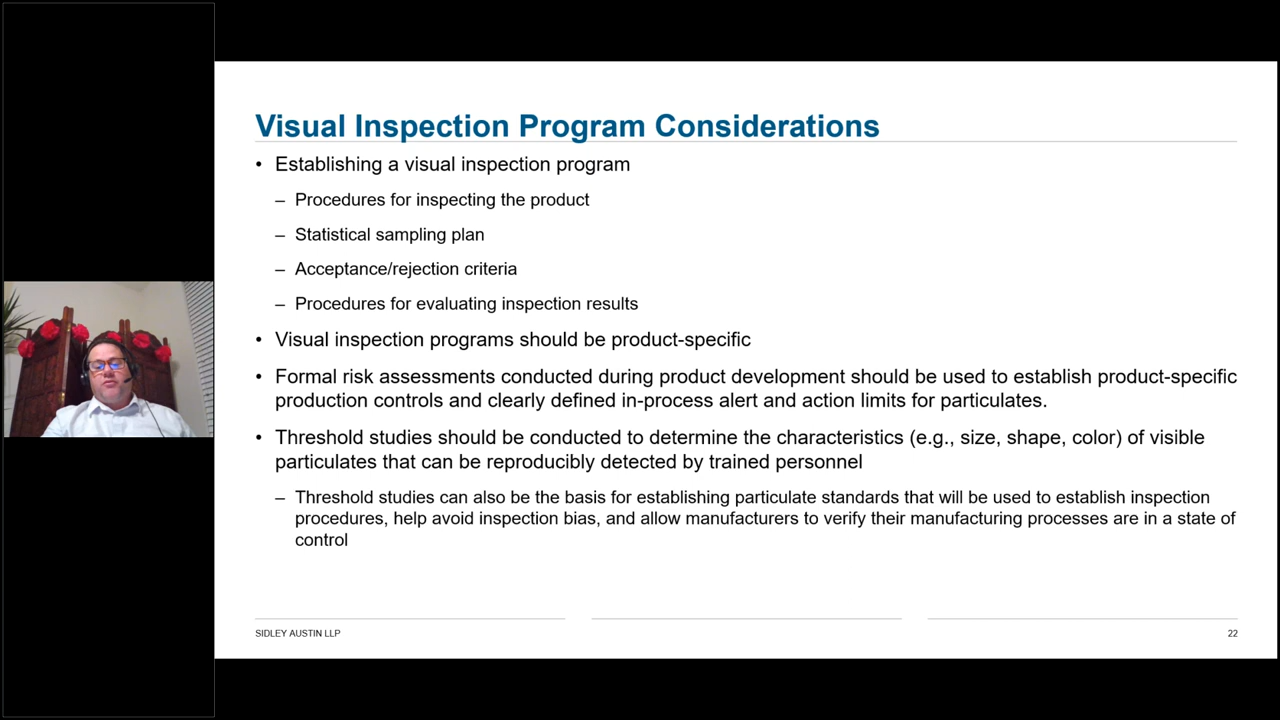 Visual Inspection Program Considerations
• Establishing a visual inspection program
– Procedures for inspecting the product
– Statistical sampling plan
– Acceptance/rejection criteria
– Procedures for evaluating inspection results
• Visual inspection programs should be product-specific
• Formal risk assessments conducted during product development should be used to establish product-specific
production controls and clearly defined in-process alert and action limits for particulates.
• Threshold studies should be conducted to determine the characteristics (e.g., size, shape, color) of visible
particulates that can be reproducibly detected by trained personnel
– Threshold studies can also be the basis for establishing particulate standards that will be used to establish inspection
procedures, help avoid inspection bias, and allow manufacturers to verify their manufacturing processes are in a state of
control
SIDLEY AUSTIN LLP
22